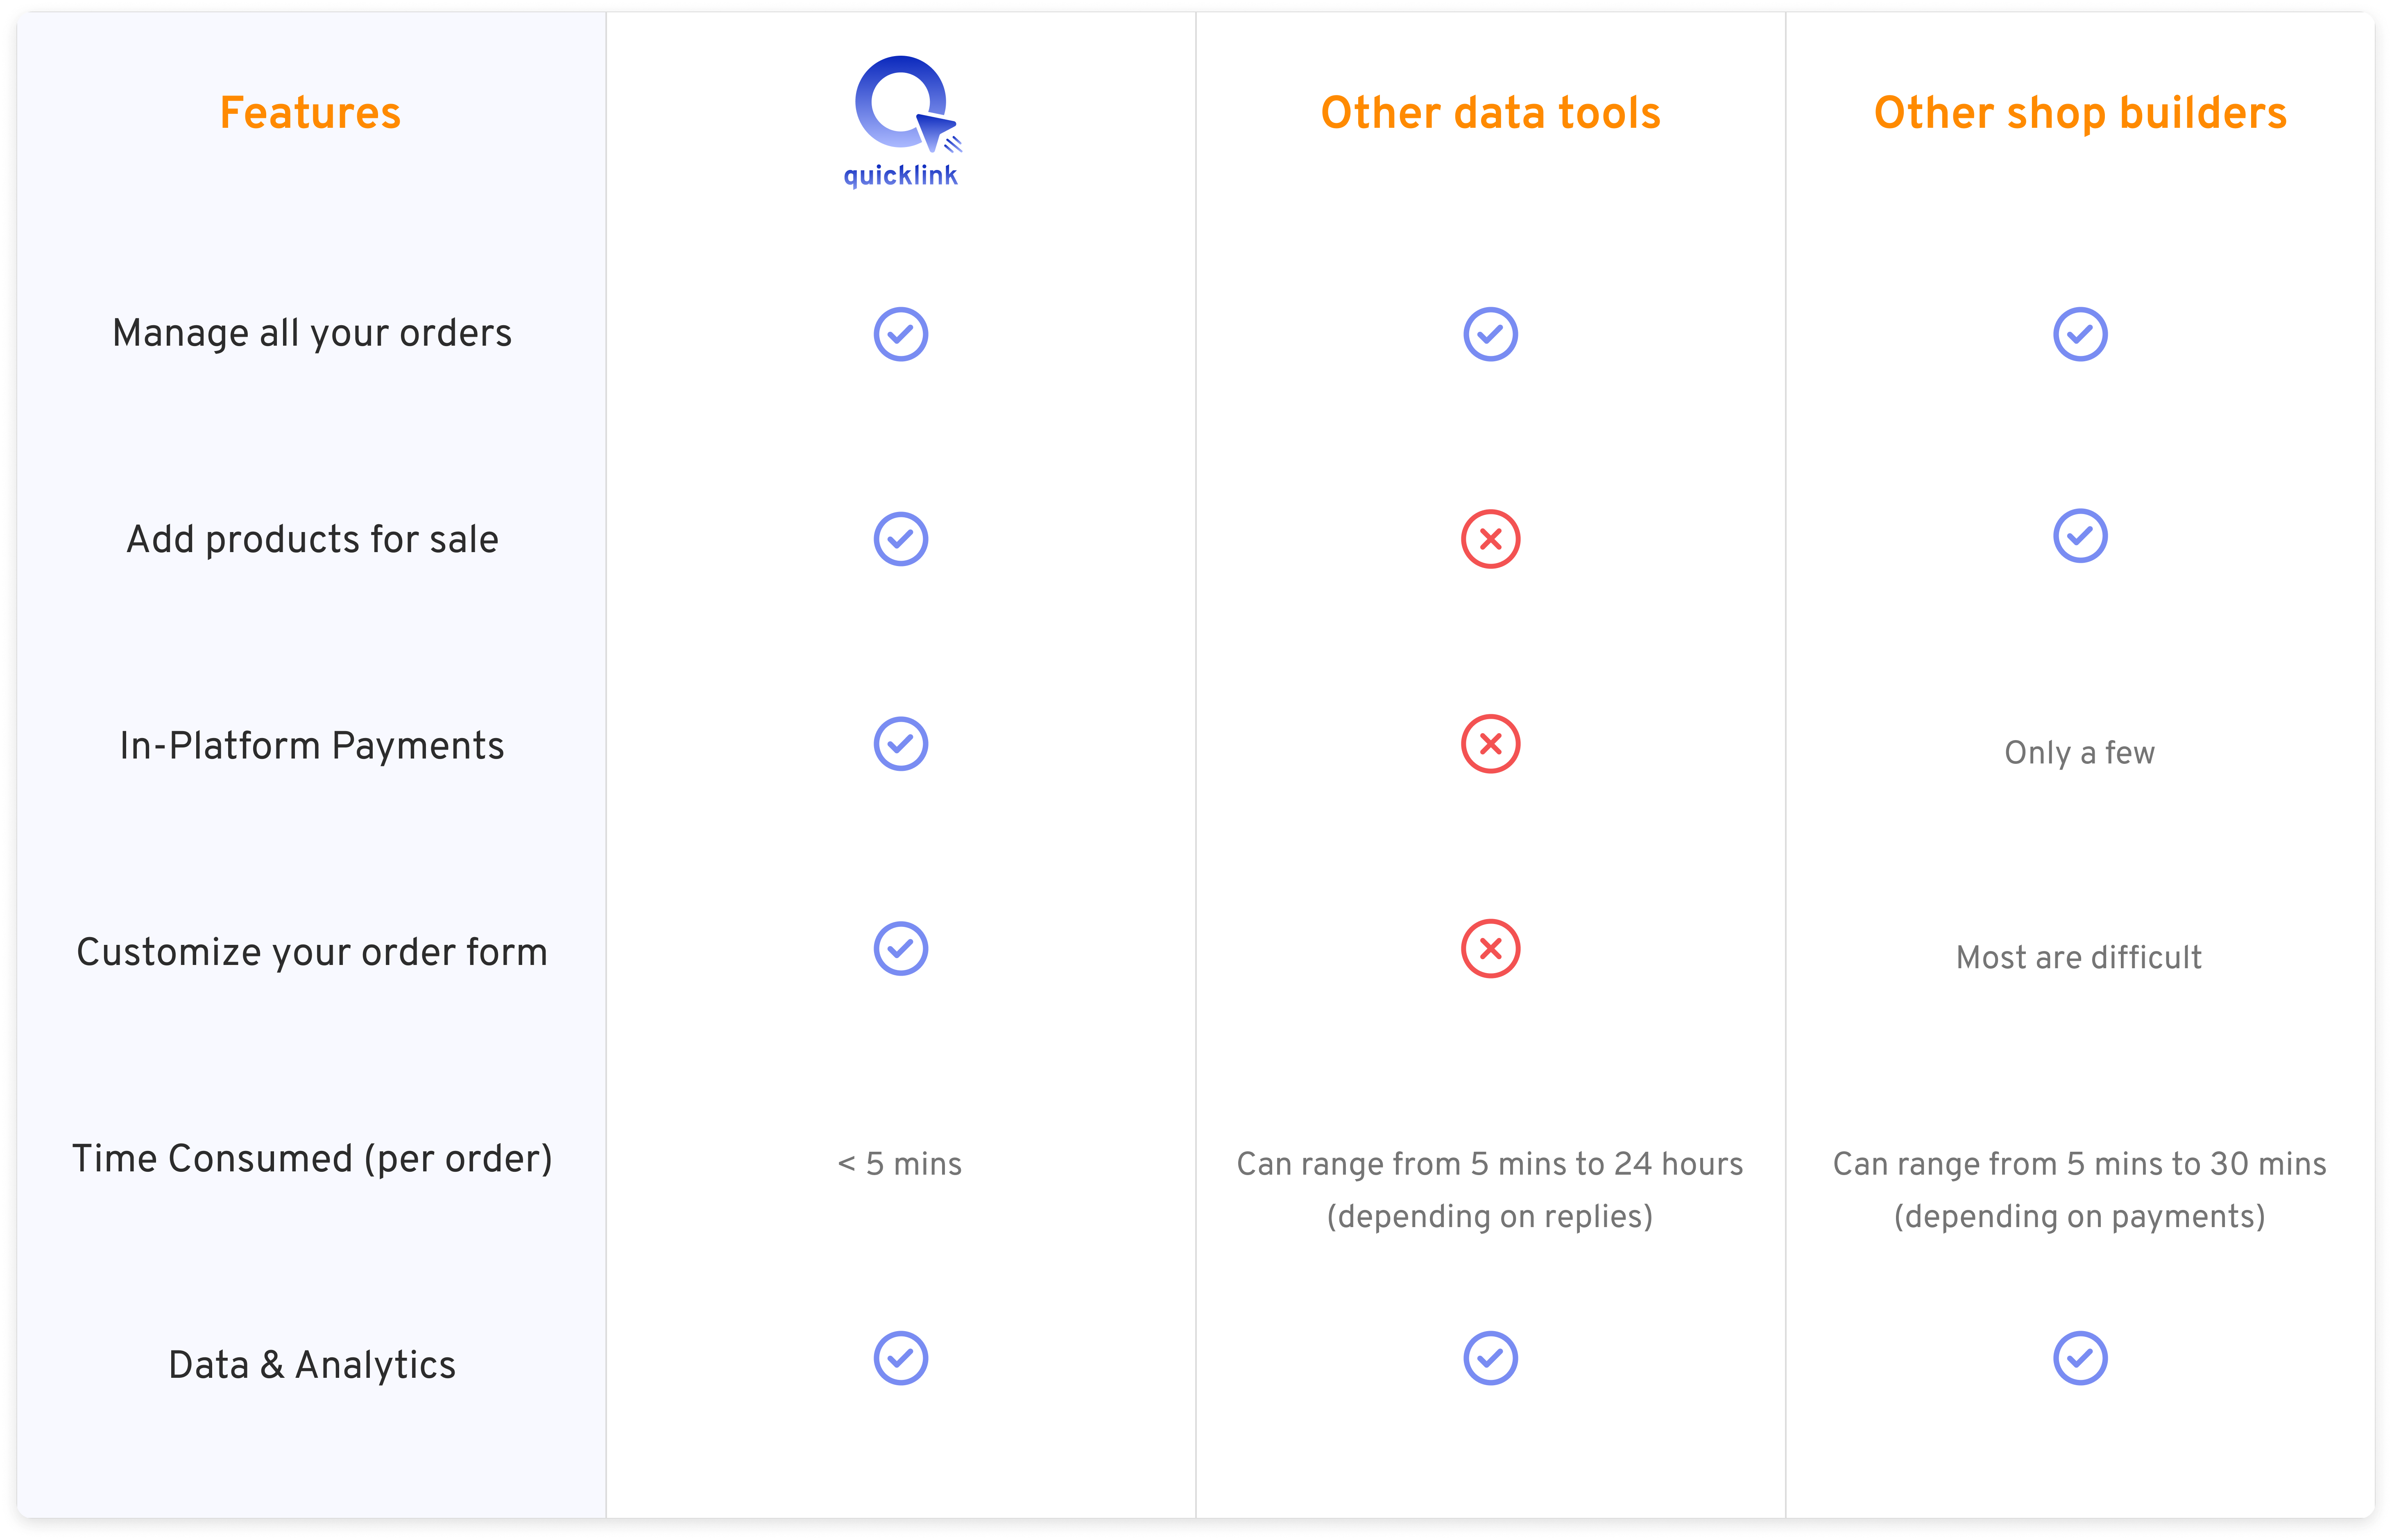 Features
quicklink
Other data tools
Other shop builders
Manage all your orders
Add products for sale
In-Platform Payments
Only a few
Customize your order form
Most are difficult
Time Consumed (per order)
< 5 mins
Can range from 5 mins to 24 hours
(depending on replies)
Can range from 5 mins to 30 mins
(depending on payments)
Data & Analytics